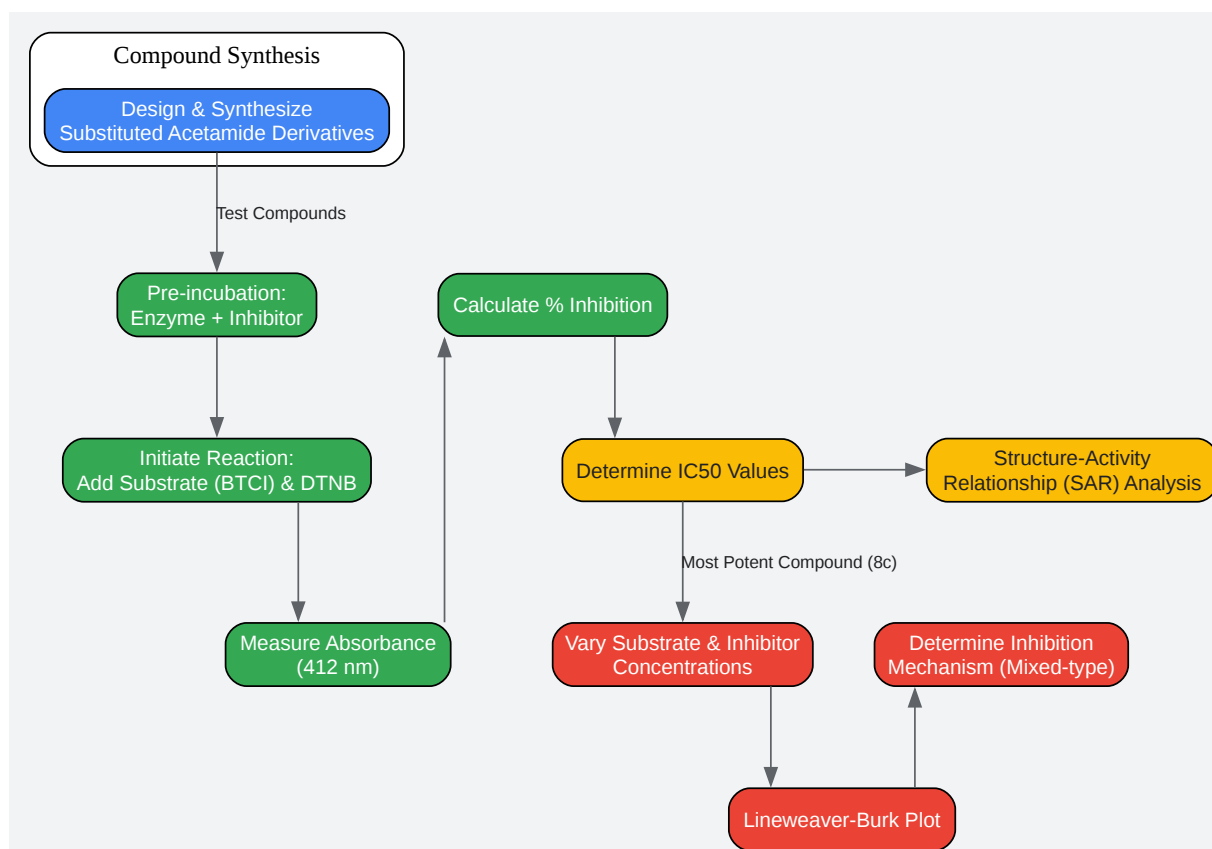 Compound Synthesis
Design & Synthesize
Substituted Acetamide Derivatives
Test Compounds
Pre-incubation:
Enzyme + Inhibitor
Initiate Reaction:
Add Substrate (BTCI) & DTNB
Measure Absorbance
(412 nm)
Calculate % Inhibition
Determine IC50 Values
Structure-Activity
Relationship (SAR) Analysis
Most Potent Compound (8c)
Vary Substrate & Inhibitor
Concentrations
Lineweaver-Burk Plot
Determine Inhibition
Mechanism (Mixed-type)